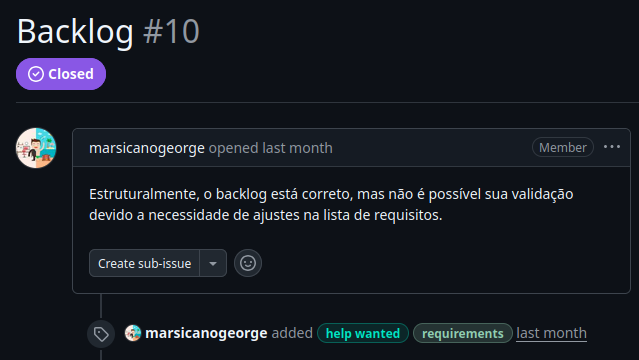 Backlog #10
Closed
marsicanogeorge opened last month Member
Estruturalmente, o backlog está correto, mas não é possível sua validação
devido a necessidade de ajustes na lista de requisitos.
Create sub-issue
marsicanogeorge added help wanted requirements last month